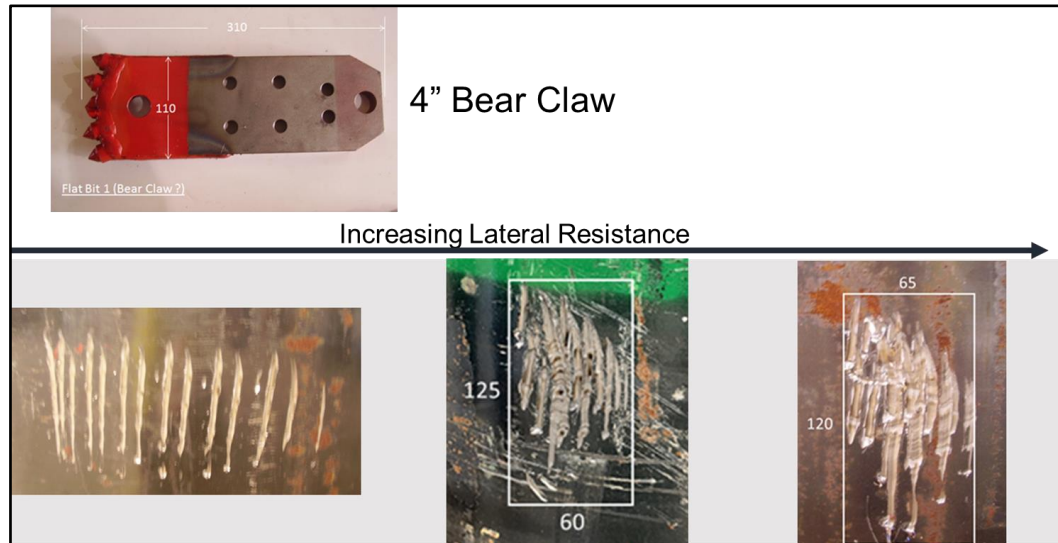 310
110
Flat Bit 1 (Bear Claw ?)
4” Bear Claw
Increasing Lateral Resistance
125
60
65
120